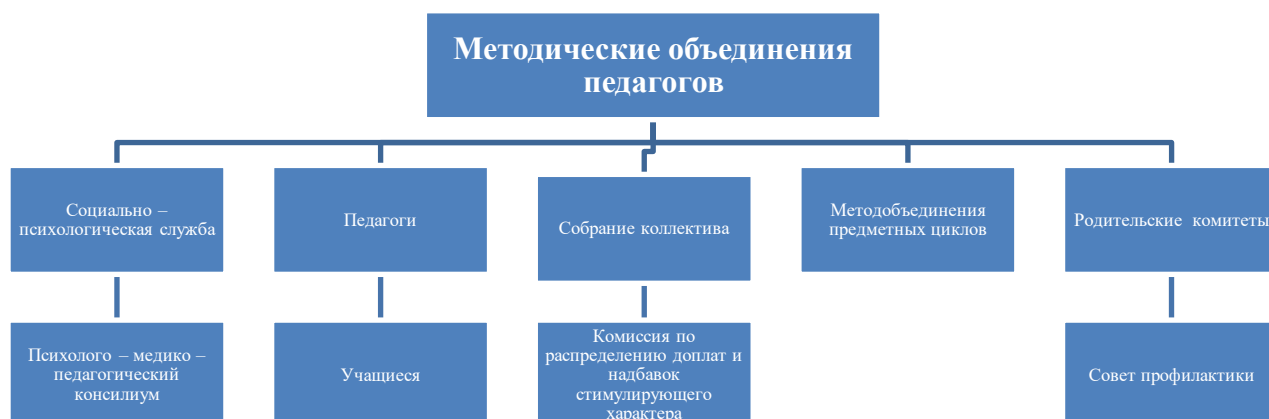 Методические объединения
педагогов
Социально –
психологическая служба
Педагоги
Собрание коллектива
Методобъединения
предметных циклов
Родительские комитеты
Психолого – медико –
педагогический
консилиум
Учащиеся
Комиссия по
распределению доплат и
надбавок
стимулирующего
характера
Совет профилактики